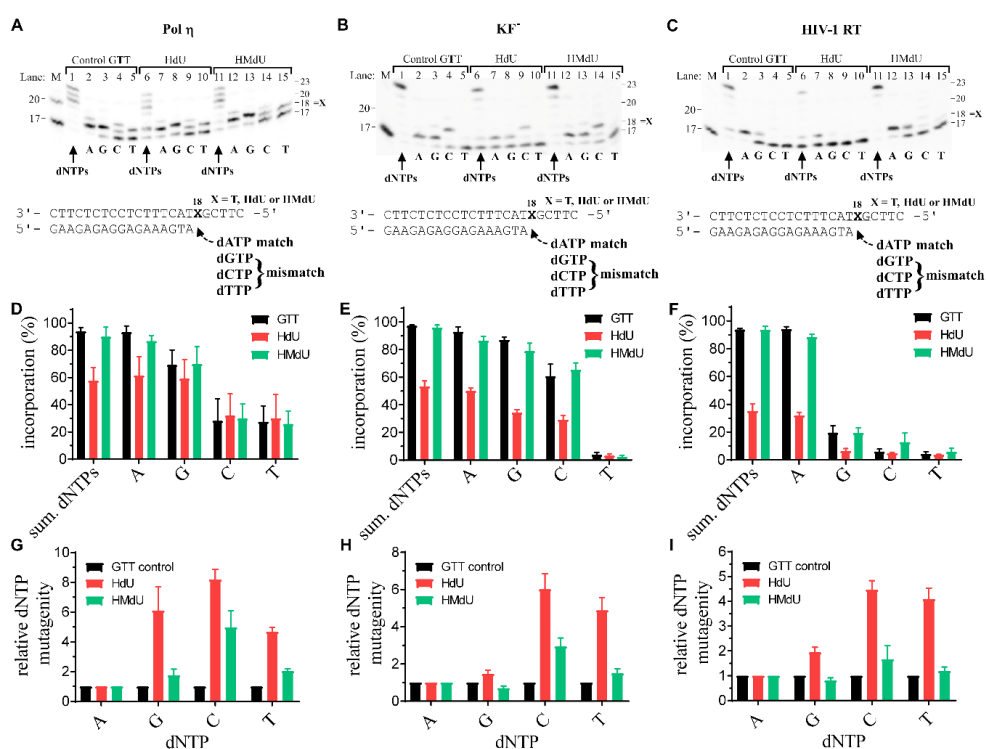 A Pol η
Control GTT HdU HMdU
Lane: M 1 2 3 4 5 6 7 8 9 10 11 12 13 14 15
23
20 20
18 =X
17 17
A G C T A G C T A G C T
dNTPs dNTPs dNTPs
18 X = T, HdU or HMdU
3'- CTTCTCTCCTCTTTCATXGCTTC -5'
5'- GAAGAGAGGAGAAAGTA
dATP match
dGTP
dCTP mismatch
dTTP
B KF-
Control GTT HdU HMdU
Lane: M 1 2 3 4 5 6 7 8 9 10 11 12 13 14 15
23
20 20
18 =X
17 17
A G C T A G C T A G C T
dNTPs dNTPs dNTPs
18 X = T, HdU or HMdU
3'- CTTCTCTCCTCTTTCATXGCTTC -5'
5'- GAAGAGAGGAGAAAGTA
dATP match
dGTP
dCTP mismatch
dTTP
C HIV-1 RT
Control GTT HdU HMdU
Lane: M 1 2 3 4 5 6 7 8 9 10 11 12 13 14 15
23
20 20
18 =X
17 17
A G C T A G C T A G C T
dNTPs dNTPs dNTPs
18 X = T, HdU or HMdU
3'- CTTCTCTCCTCTTTCATXGCTTC -5'
5'- GAAGAGAGGAGAAAGTA
dATP match
dGTP
dCTP mismatch
dTTP
D
incorporation (%)
100
80
60
40
20
0
GTT
HdU
HMdU
sum. dNTPs A G C T
E
incorporation (%)
100
80
60
40
20
0
GTT
HdU
HMdU
sum. dNTPs A G C T
F
incorporation (%)
100
80
60
40
20
0
GTT
HdU
HMdU
sum. dNTPs A G C T
G
relative dNTP
mutagenity
10
8
6
4
2
0
GTT control
HdU
HMdU
A G C T
dNTP
H
relative dNTP
mutagenity
8
6
4
2
0
GTT control
HdU
HMdU
A G C T
dNTP
I
relative dNTP
mutagenity
6
5
4
3
2
1
0
GTT control
HdU
HMdU
A G C T
dNTP